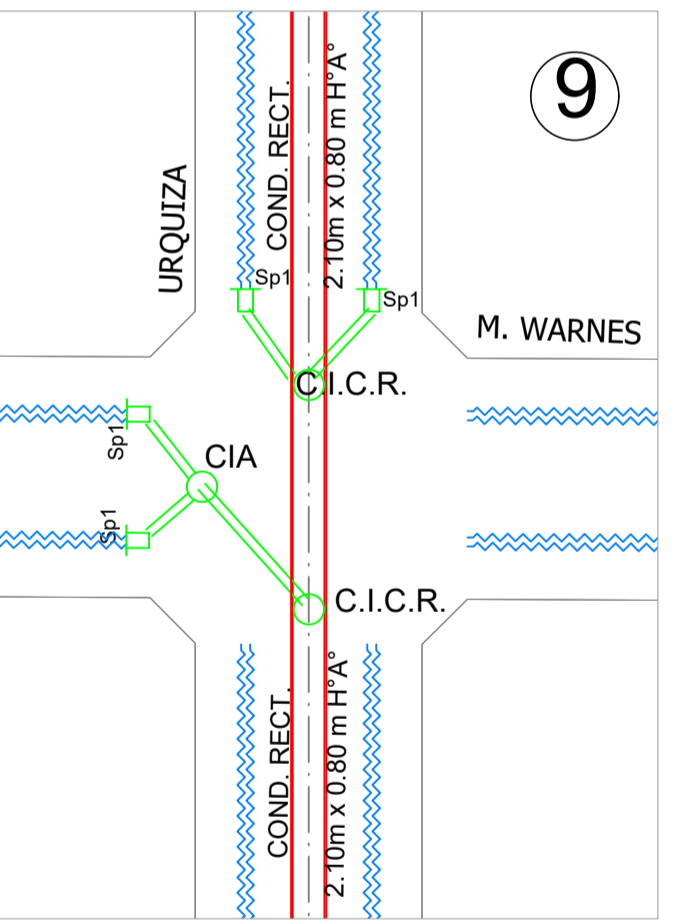 9
COND. RECT.
2.10m x 0.80 m H°A°
URQUIZA
Sp1
Sp1
M. WARNES
C.I.C.R.
Sp1
CIA
Sp1
C.I.C.R.
COND. RECT.
2.10m x 0.80 m H°A°